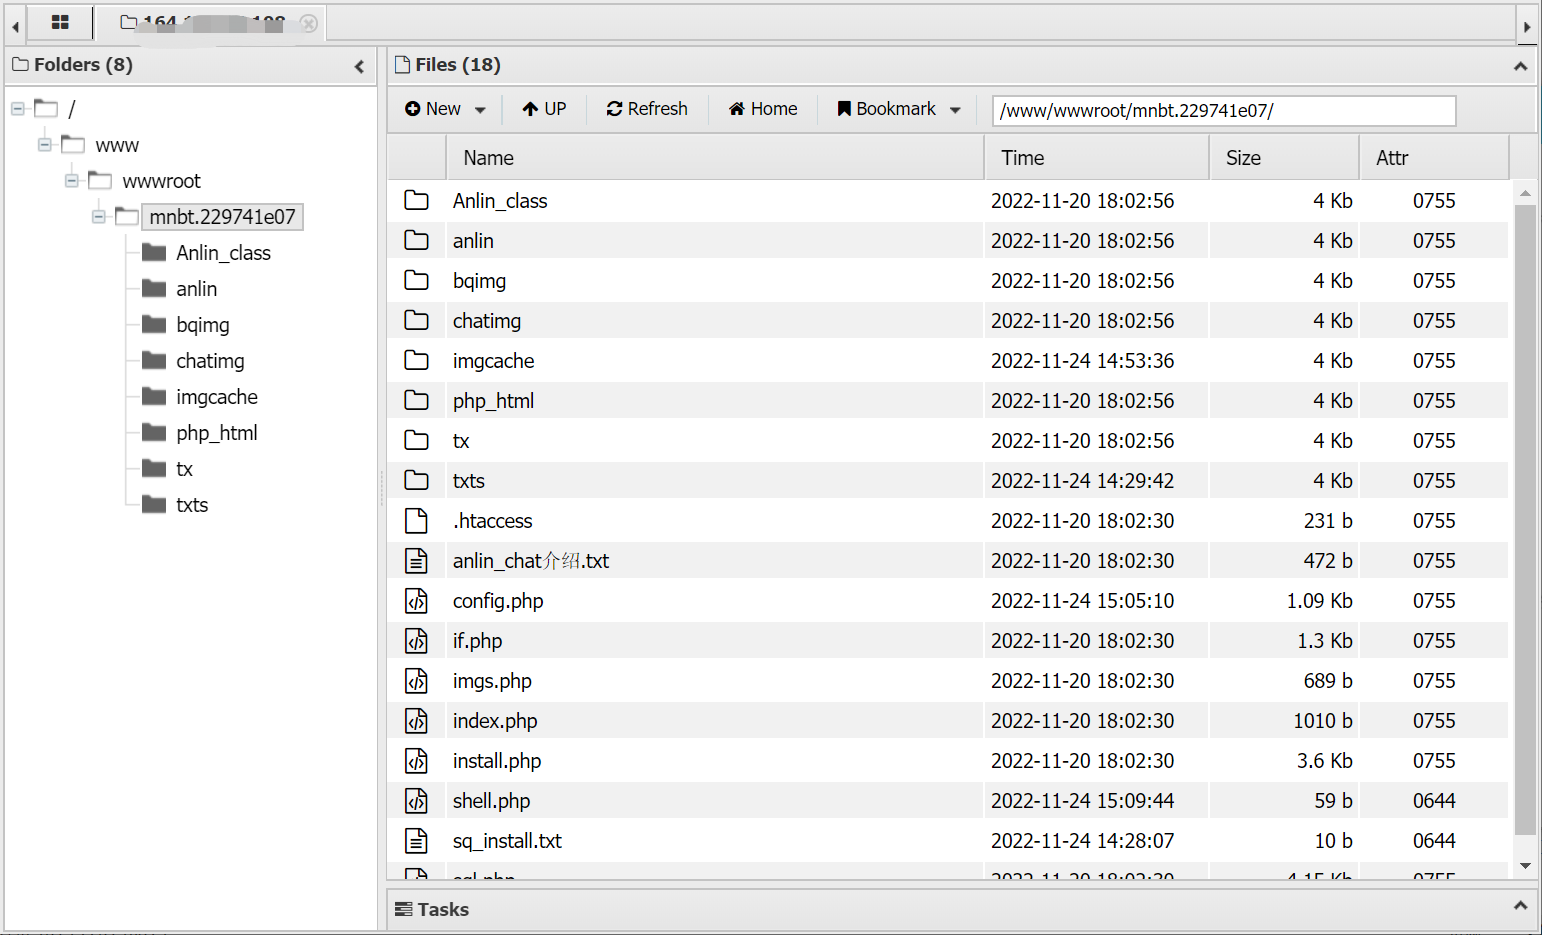 Folders (8)
/
www
wwwroot
mnbt.229741e07
Anlin_class
anlin
bqimg
chatimg
imgcache
php_html
tx
txts
Files (18)
New UP Refresh Home Bookmark /www/wwwroot/mnbt.229741e07/
Name Time Size Attr
Anlin_class 2022-11-20 18:02:56 4 Kb 0755
anlin 2022-11-20 18:02:56 4 Kb 0755
bqimg 2022-11-20 18:02:56 4 Kb 0755
chatimg 2022-11-20 18:02:56 4 Kb 0755
imgcache 2022-11-24 14:53:36 4 Kb 0755
php_html 2022-11-20 18:02:56 4 Kb 0755
tx 2022-11-20 18:02:56 4 Kb 0755
txts 2022-11-24 14:29:42 4 Kb 0755
.htaccess 2022-11-20 18:02:30 231 b 0755
anlin_chat介绍.txt 2022-11-20 18:02:30 472 b 0755
config.php 2022-11-24 15:05:10 1.09 Kb 0755
if.php 2022-11-20 18:02:30 1.3 Kb 0755
imgs.php 2022-11-20 18:02:30 689 b 0755
index.php 2022-11-20 18:02:30 1010 b 0755
install.php 2022-11-20 18:02:30 3.6 Kb 0755
shell.php 2022-11-24 15:09:44 59 b 0644
sq_install.txt 2022-11-24 14:28:07 10 b 0644
Tasks